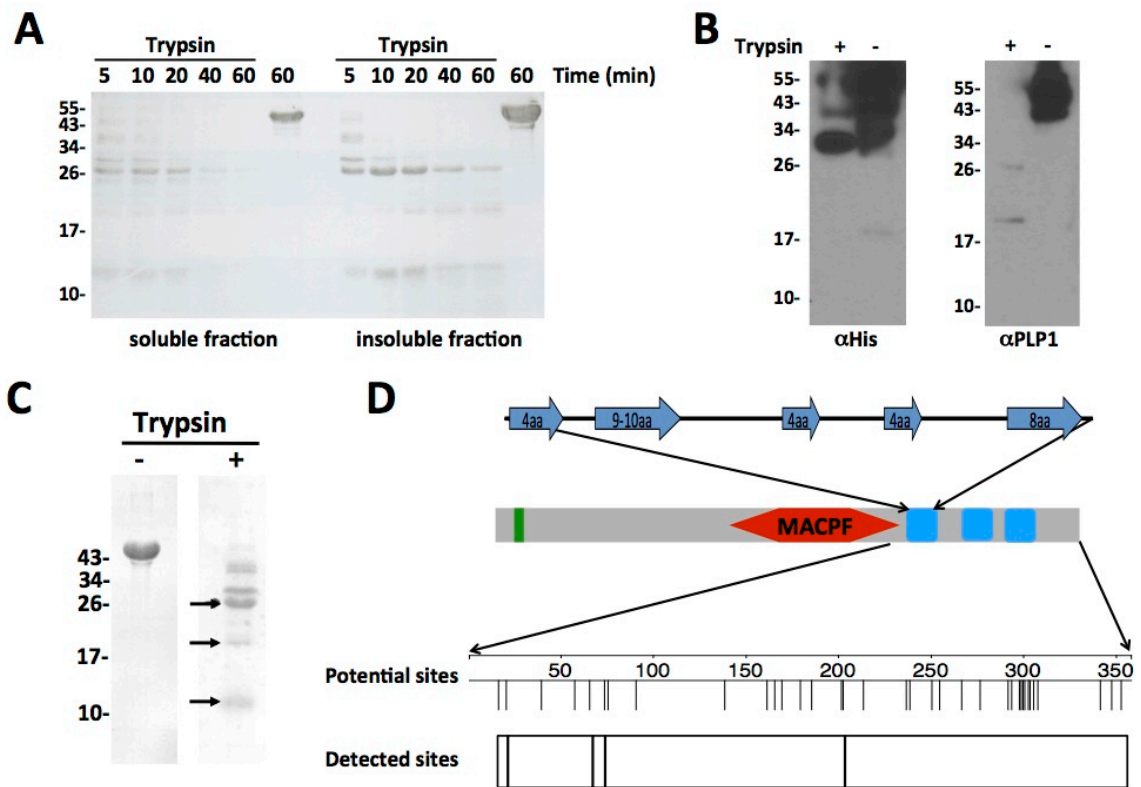 A
Trypsin Trypsin
5 10 20 40 60 60 5 10 20 40 60 60 Time (min)
55-
43-
34-
26-
17-
10-
soluble fraction insoluble fraction
B
Trypsin + - + -
55-
43-
34-
26-
17-
10-
αHis
55-
43-
34-
26-
17-
10-
αPLP1
C
Trypsin
- +
43-
34-
26-
17-
10-
D
4aa 9-10aa 4aa 4aa 8aa
MACPF
Potential sites 50 100 150 200 250 300 350
Detected sites